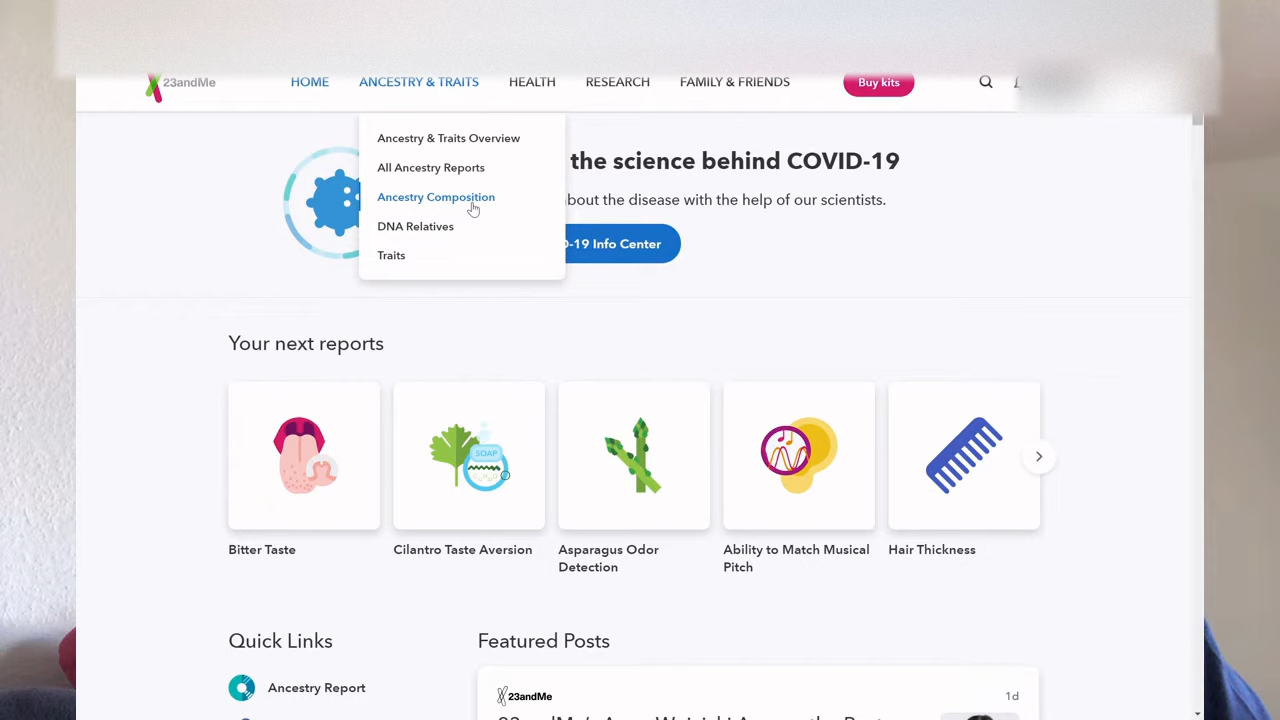 23andMe
HOME
ANCESTRY & TRAITS
HEALTH
RESEARCH
FAMILY & FRIENDS
Buy kits
Ancestry & Traits Overview
All Ancestry Reports
Ancestry Composition
DNA Relatives
Traits
the science behind COVID-19
about the disease with the help of our scientists.
-19 Info Center
Your next reports
SOAP
Bitter Taste
Cilantro Taste Aversion
Asparagus Odor
Detection
Ability to Match Musical
Pitch
Hair Thickness
Quick Links
Ancestry Report
Featured Posts
23andMe
1d